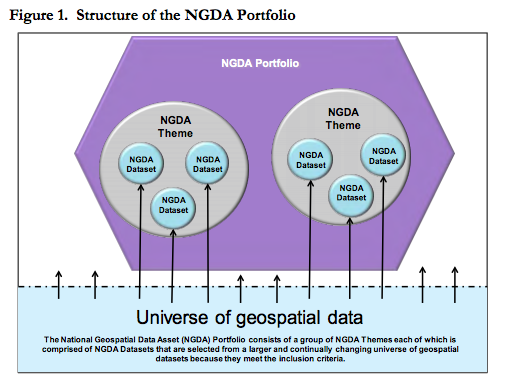 Figure 1.  Structure of the NGDA Portfolio
NGDA Portfolio
NGDA
Theme
NGDA
Dataset
NGDA
Dataset
NGDA
Dataset
NGDA
Theme
NGDA
Dataset
NGDA
Dataset
NGDA
Dataset
Universe of geospatial data
The National Geospatial Data Asset (NGDA) Portfolio consists of a group of NGDA Themes each of which is
comprised of NGDA Datasets that are selected from a larger and continually changing universe of geospatial
datasets because they meet the inclusion criteria.